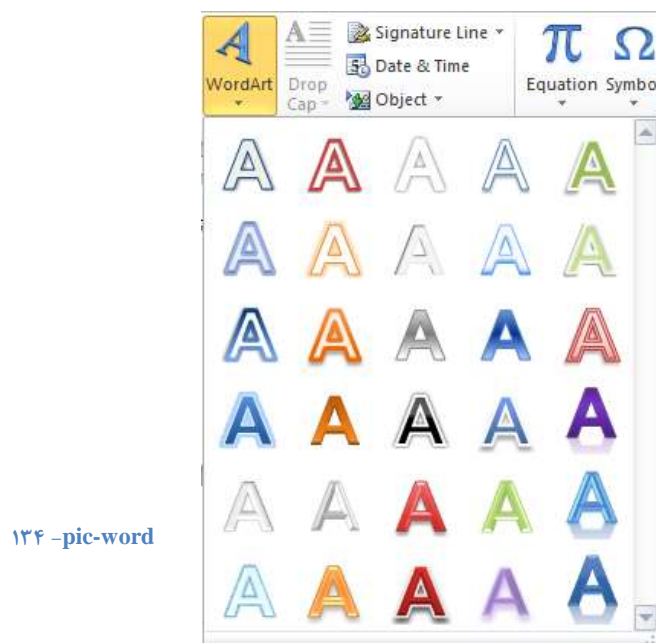 Signature Line
Date & Time
Object
WordArt
Drop
Cap
Equation
Symbo
A A A A A
A A A A A
A A A A A
A A A A A
A A A A A
A A A A A
۱۳۴ –pic-word